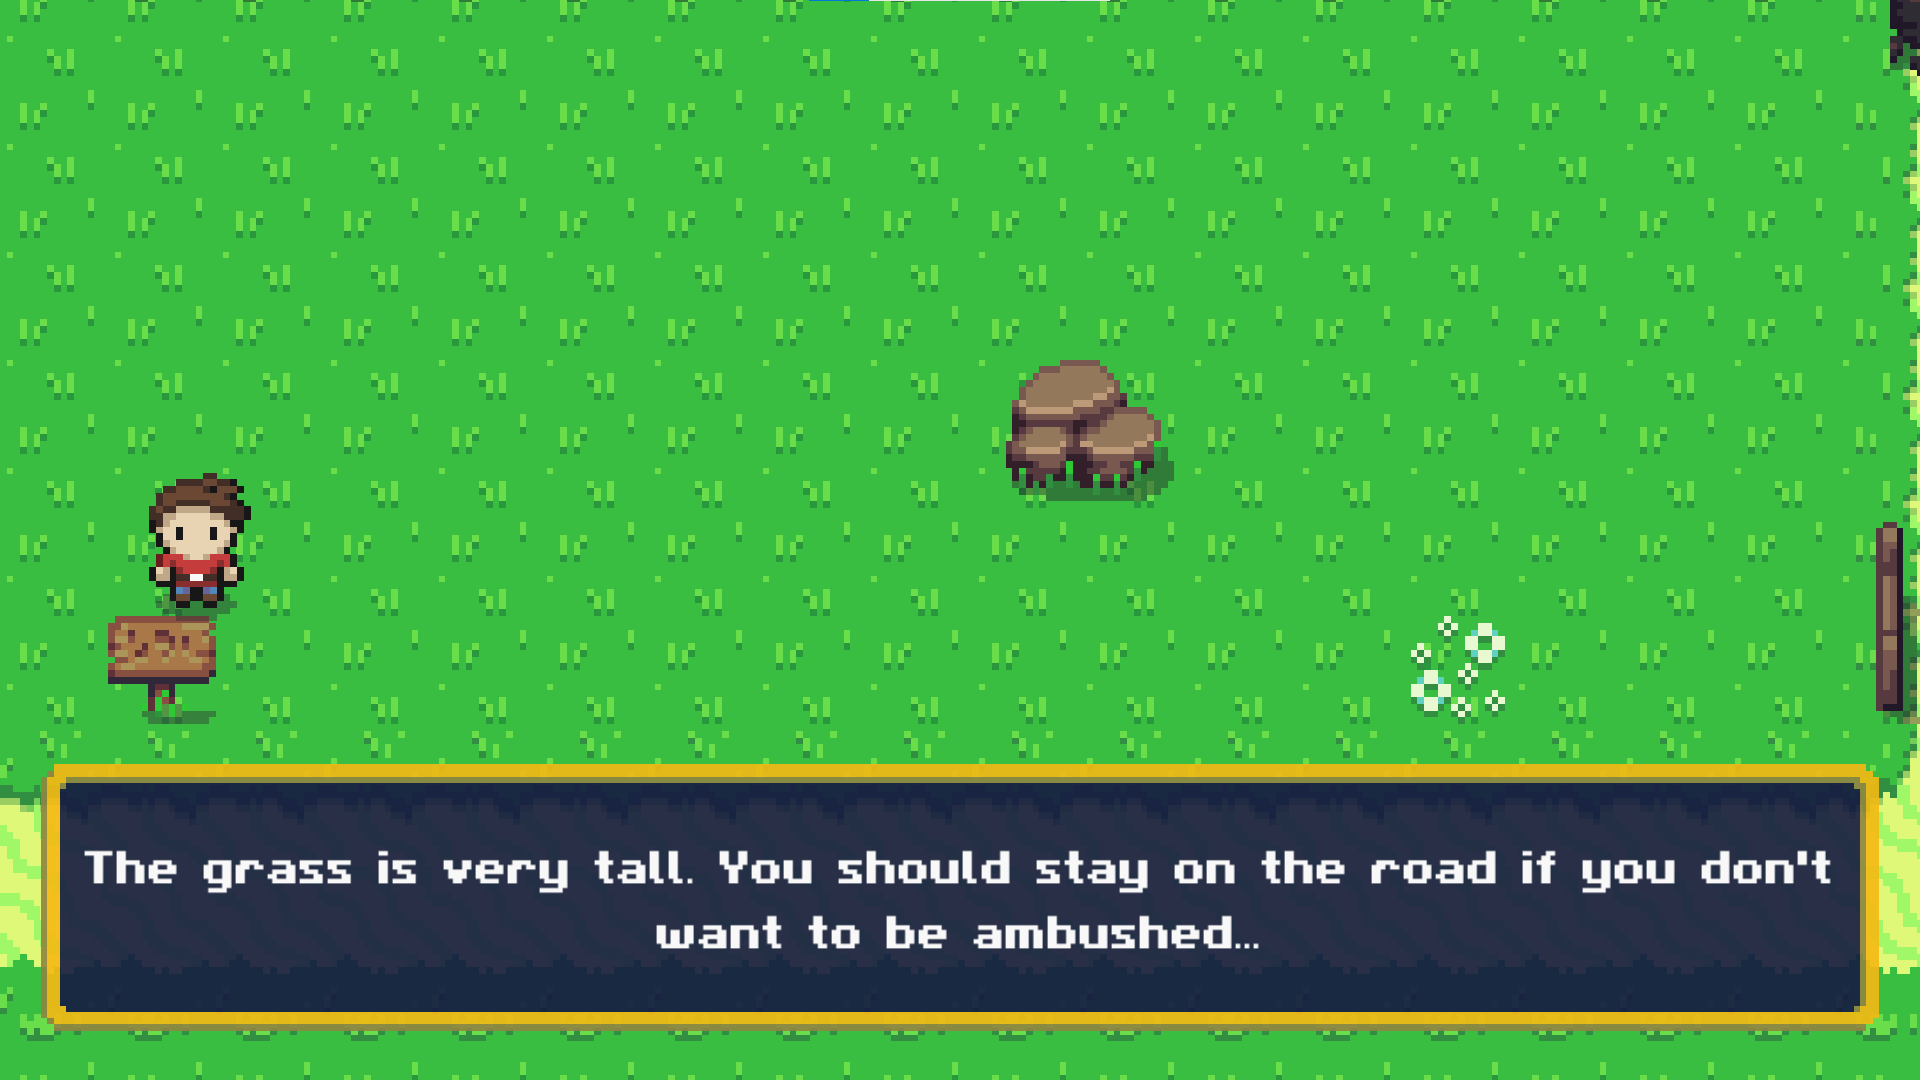 The grass is very tall. You should stay on the road if you don't
want to be ambushed...